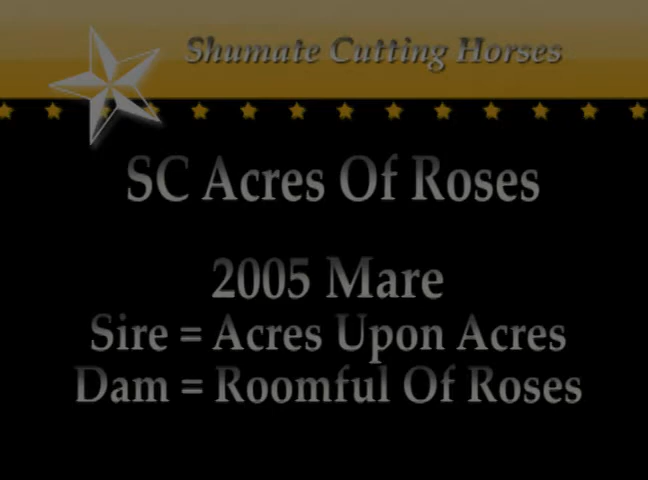 Shumate Cutting Horses
SC Acres Of Roses
2005 Mare
Sire = Acres Upon Acres
Dam = Roomful Of Roses